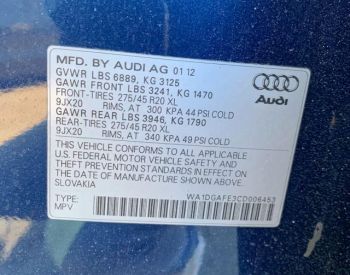 MFD. BY AUDI AG 01 12
GVWR LBS 6889, KG 3125
GAWR FRONT LBS 3241, KG 1470
FRONT-TIRES 275/45 R20 XL
9JX20 RIMS, AT 300 KPA 44 PSI COLD
GAWR REAR LBS 3946, KG 1790
REAR-TIRES 275/45 R20 XL
9JX20 RIMS, AT 340 KPA 49 PSI COLD
THIS VEHICLE CONFORMS TO ALL APPLICABLE
U.S. FEDERAL MOTOR VEHICLE SAFETY AND
THEFT PREVENTION STANDARDS IN EFFECT ON THE
DATE OF MANUFACTURE SHOWN ABOVE.
SLOVAKIA
Audi
TYPE:
MPV
WA1DGAFE3CD006453